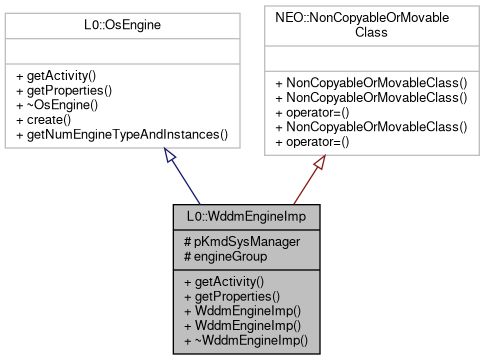 L0::OsEngine
+ getActivity()
+ getProperties()
+ ~OsEngine()
+ create()
+ getNumEngineTypeAndInstances()
NEO::NonCopyableOrMovable
Class
+ NonCopyableOrMovableClass()
+ NonCopyableOrMovableClass()
+ operator=()
+ NonCopyableOrMovableClass()
+ operator=()
L0::WddmEngineImp
# pKmdSysManager
# engineGroup
+ getActivity()
+ getProperties()
+ WddmEngineImp()
+ WddmEngineImp()
+ ~WddmEngineImp()